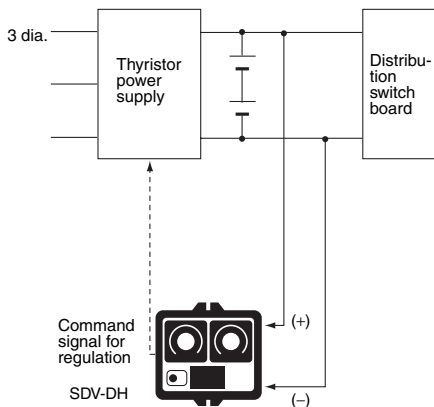 3 dia.
Thyristor
power
supply
Distribu-
tion
switch
board
Command
signal for
regulation
SDV-DH
(+)
(−)